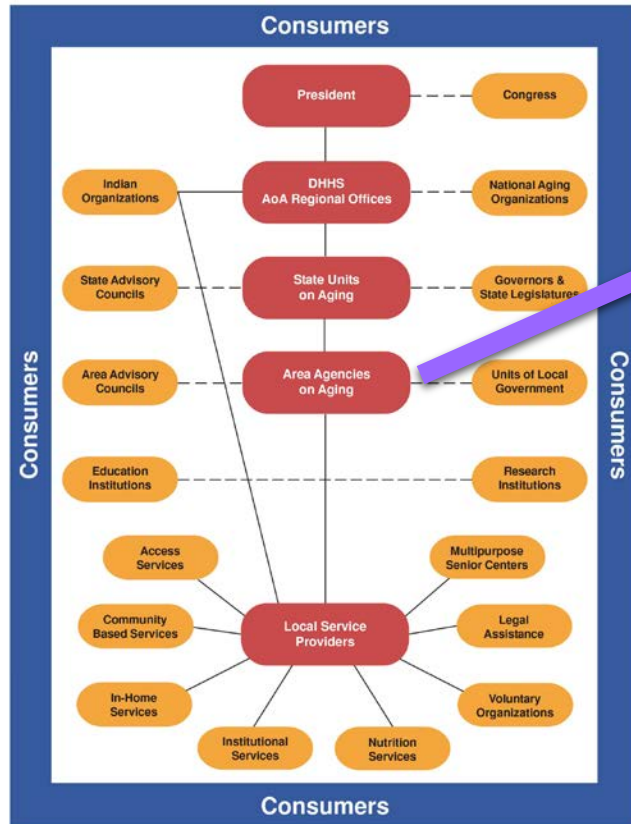 Consumers
President
Congress
Indian
Organizations
DHHS
AoA Regional Offices
National Aging
Organizations
State Advisory
Councils
State Units
on Aging
Governors &
State Legislatures
Area Advisory
Councils
Area Agencies
on Aging
Units of Local
Government
Consumers
Consumers
Education
Institutions
Research
Institutions
Access
Services
Multipurpose
Senior Centers
Community
Based Services
Local Service
Providers
Legal
Assistance
In-Home
Services
Voluntary
Organizations
Institutional
Services
Nutrition
Services
Consumers